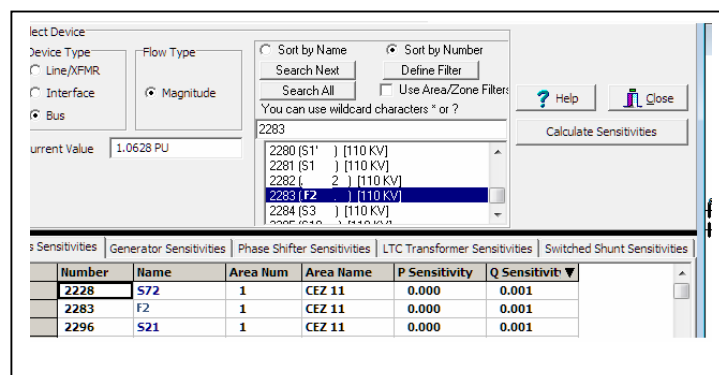 lect Device
Device Type
Flow Type
Line/XFMR
Interface
Bus
Magnitude
urrent Value 1.0628 PU
Sort by Name Sort by Number
Search Next Define Filter
Search All Use Area/Zone Filters
You can use wildcard characters * or ?
2283
2280 (S1' ) [110 KV]
2281 (S1 ) [110 KV]
2282 (. 2 ) [110 KV]
2283 (.F2 . ) [110 KV]
2284 (S3 ) [110 KV]
? Help Close
Calculate Sensitivities
s Sensitivities Generator Sensitivities Phase Shifter Sensitivities LTC Transformer Sensitivities Switched Shunt Sensitivities
Number Name Area Num Area Name P Sensitivity Q Sensitivit ▼
2228 S72 1 CEZ 11 0.000 0.001
2283 F2 1 CEZ 11 0.000 0.001
2296 S21 1 CEZ 11 0.000 0.001